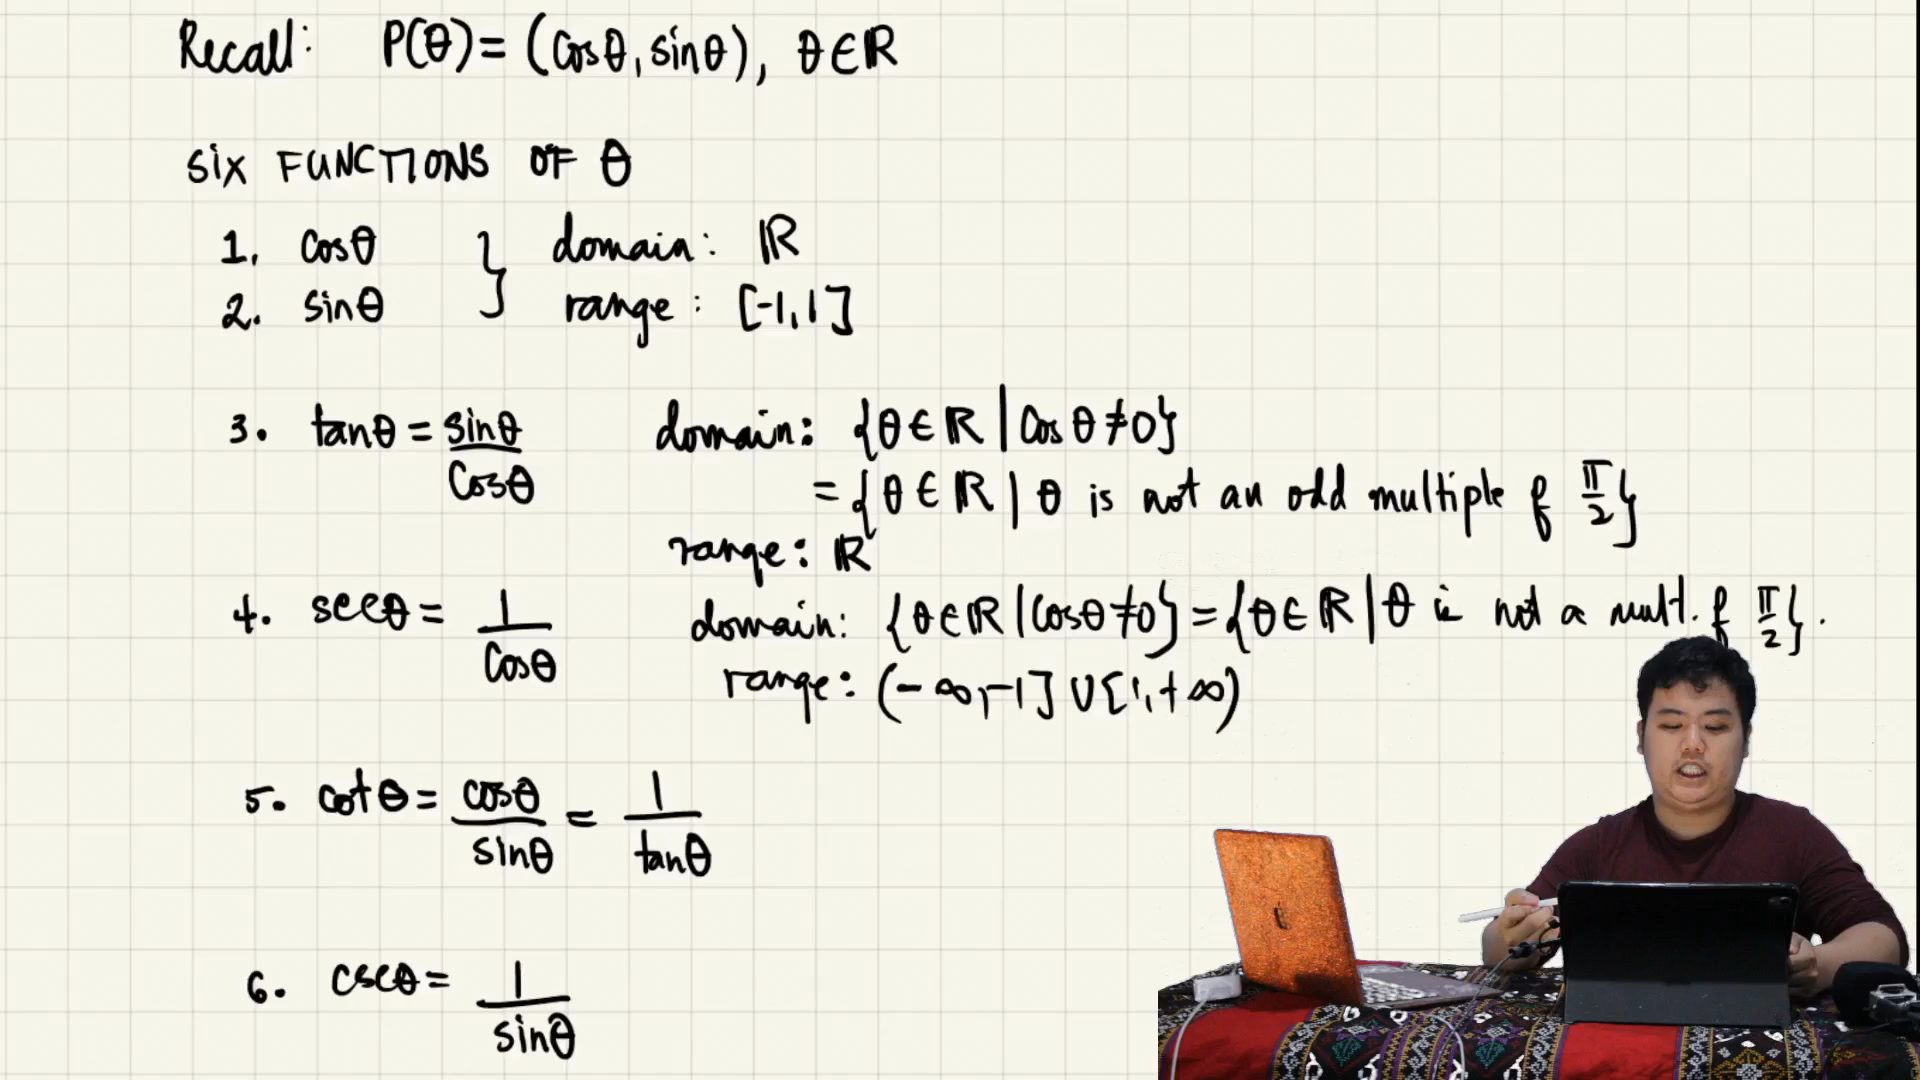 Recall: P(θ) = (cosθ, sinθ), θ∈ℝ
SIX FUNCTIONS OF θ
1. cosθ } domain: ℝ
2. sinθ range: [-1,1]
3. tanθ = sinθ/cosθ domain: {θ∈ℝ | cosθ≠0}
= {θ∈ℝ | θ is not an odd multiple of π/2}
range: ℝ
4. secθ = 1/cosθ domain: {θ∈ℝ | cosθ≠0} = {θ∈ℝ | θ is not a mult. of π/2}.
range: (-∞,-1] ∪ [1,+∞)
5. cotθ = cosθ/sinθ = 1/tanθ
6. cscθ = 1/sinθ